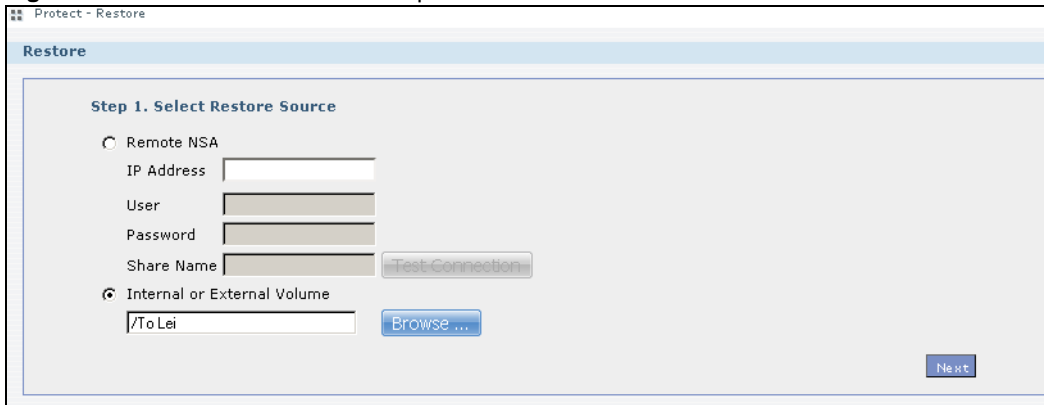 Protect - Restore
Restore
Step 1. Select Restore Source
Remote NSA
IP Address
User
Password
Share Name Test Connection
Internal or External Volume
/To Lei Browse ...
Next